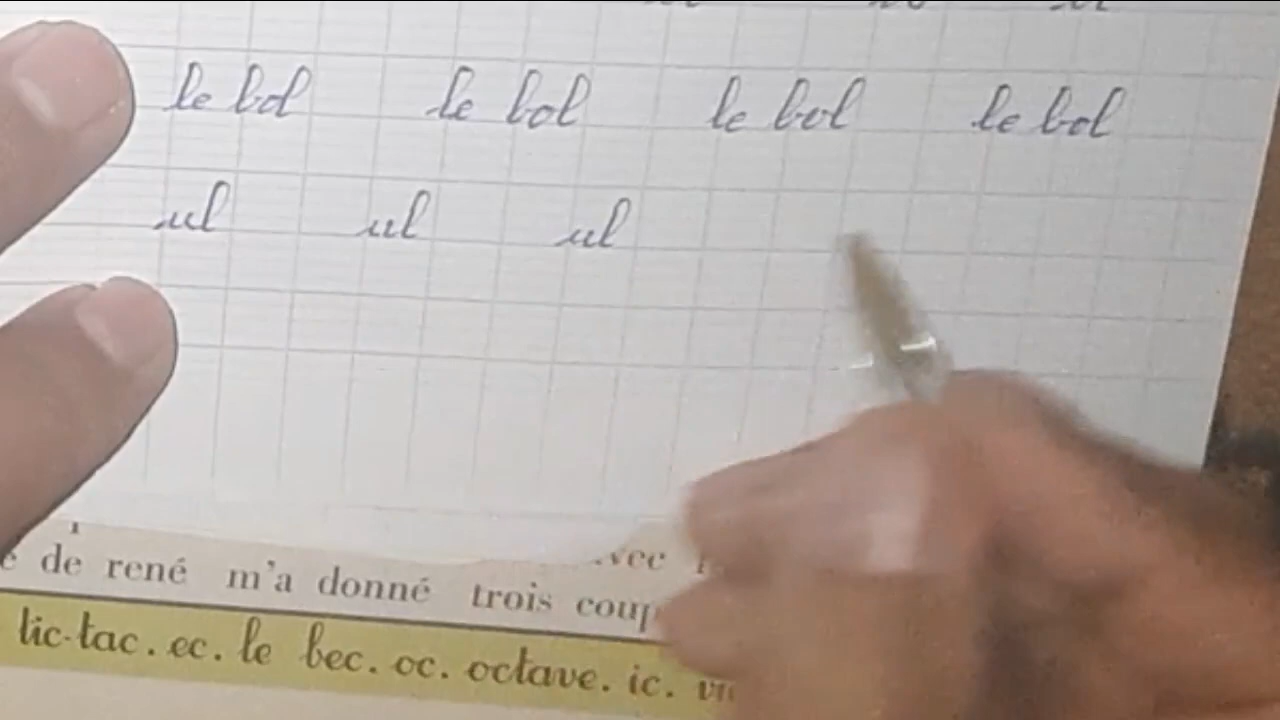 le bol le bol le bol le bol
ul ul ul
de rené m'a donné trois
tic-tac. ec. le bec. oc. octave. ic.